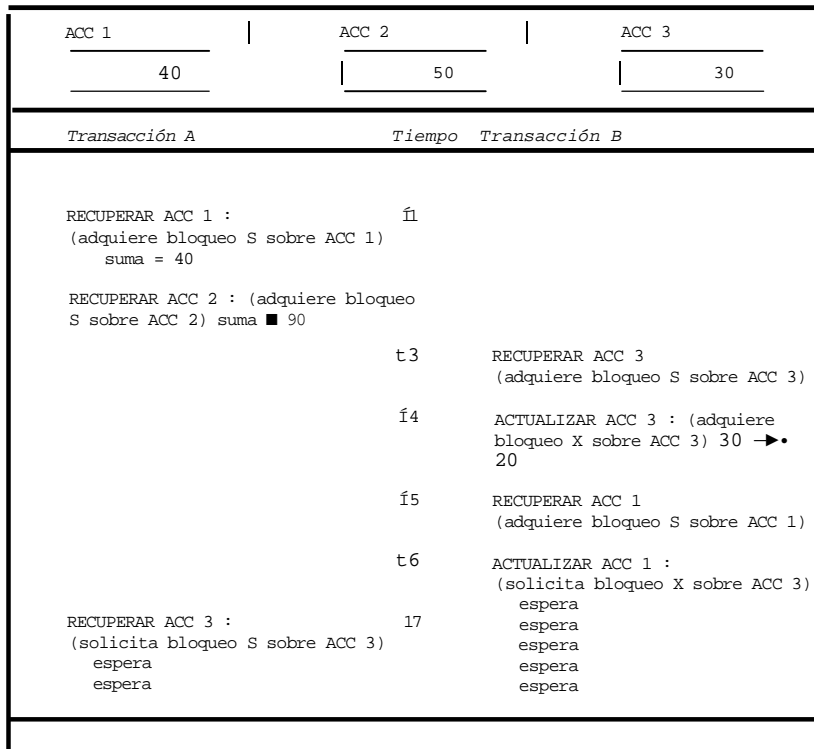 ACC 1 ACC 2 ACC 3
40 50 30
Transacción A Tiempo Transacción B
RECUPERAR ACC 1 : Í1
(adquiere bloqueo S sobre ACC 1)
suma = 40
RECUPERAR ACC 2 : (adquiere bloqueo
S sobre ACC 2) suma ■ 90
t3 RECUPERAR ACC 3
(adquiere bloqueo S sobre ACC 3)
Í4 ACTUALIZAR ACC 3 : (adquiere
bloqueo X sobre ACC 3) 30 —►•
20
Í5 RECUPERAR ACC 1
(adquiere bloqueo S sobre ACC 1)
t6 ACTUALIZAR ACC 1 :
(solicita bloqueo X sobre ACC 3)
espera
RECUPERAR ACC 3 : 17 espera
(solicita bloqueo S sobre ACC 3) espera
espera espera
espera espera